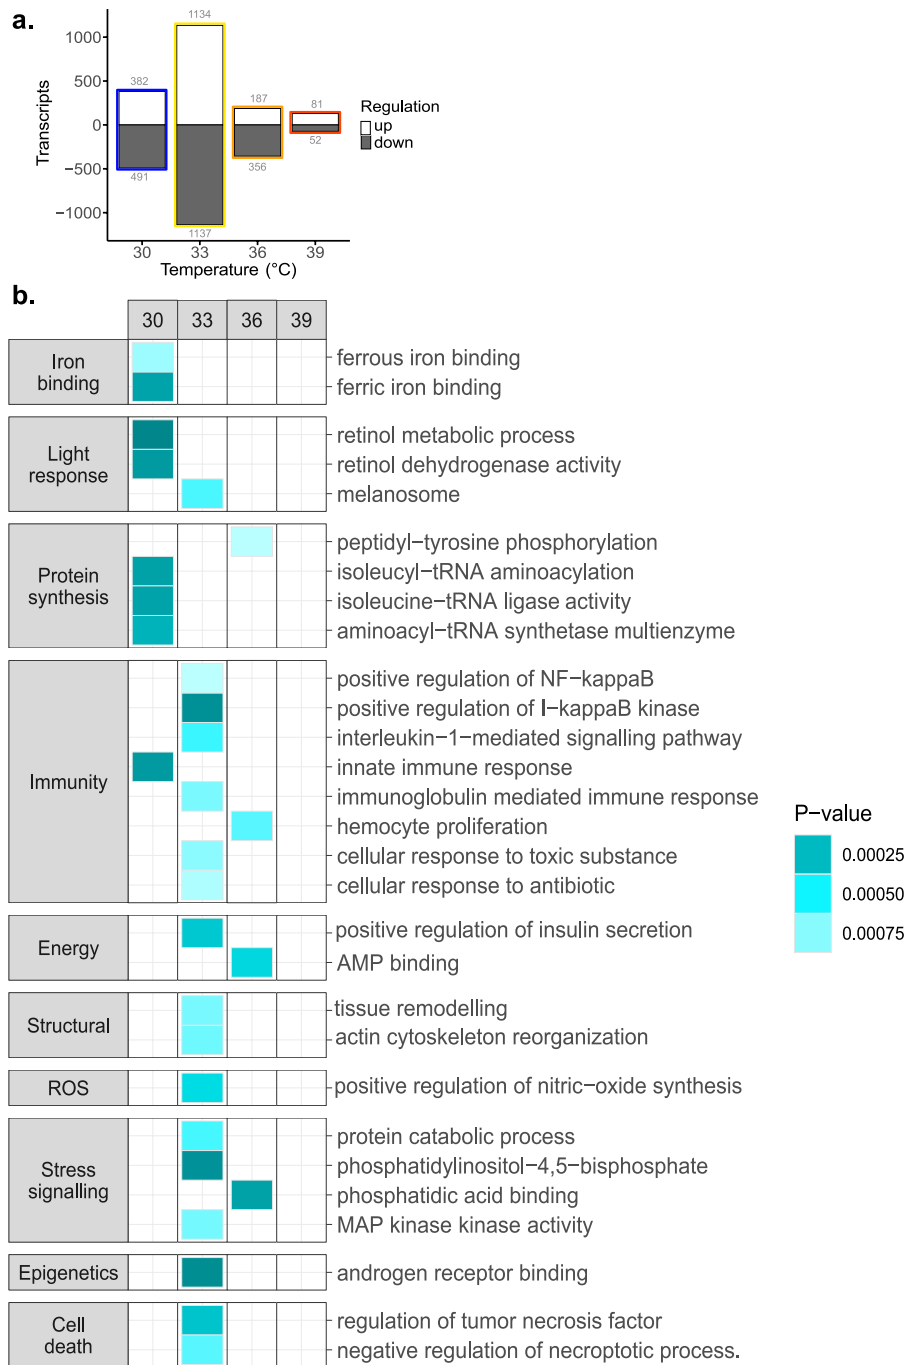 a.
1134
1000
382
500
187
81
Regulation
up
0
down
52
Transcripts
−500
491
356
−1000
1137
30 33 36 39
Temperature (°C)
b.
30 33 36 39
Iron
binding
ferrous iron binding
ferric iron binding
Light
response
retinol metabolic process
retinol dehydrogenase activity
melanosome
Protein
synthesis
peptidyl−tyrosine phosphorylation
isoleucyl−tRNA aminoacylation
isoleucine−tRNA ligase activity
aminoacyl−tRNA synthetase multienzyme
Immunity
positive regulation of NF−kappaB
positive regulation of I−kappaB kinase
interleukin−1−mediated signalling pathway
innate immune response
immunoglobulin mediated immune response
hemocyte proliferation
cellular response to toxic substance
cellular response to antibiotic
P−value
0.00025
0.00050
0.00075
Energy
positive regulation of insulin secretion
AMP binding
Structural
tissue remodelling
actin cytoskeleton reorganization
ROS
positive regulation of nitric−oxide synthesis
Stress
signalling
protein catabolic process
phosphatidylinositol−4,5−bisphosphate
phosphatidic acid binding
MAP kinase kinase activity
Epigenetics
androgen receptor binding
Cell
death
regulation of tumor necrosis factor
negative regulation of necroptotic process.